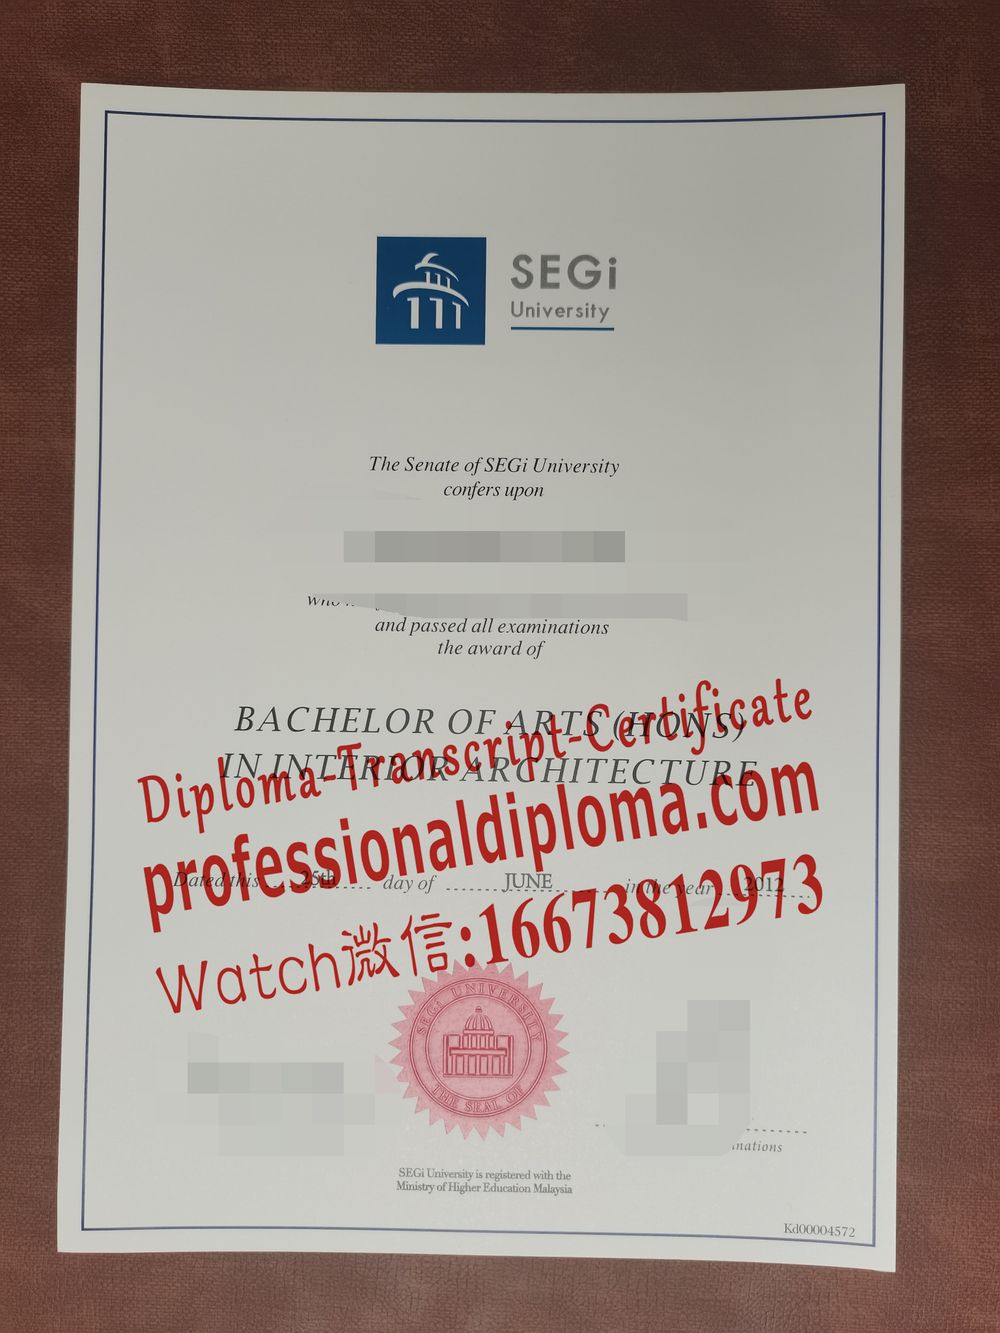 SEGi
University
The Senate of SEGi University
confers upon
and passed all examinations
the award of
BACHELOR OF ARTS (HONS)
IN INTERIOR ARCHITECTURE
Diploma-Transcript-Certificate
professionaldiploma.com
Dated this 25th day of JUNE in the year 2012
Watch微信:16673812973
SEGi UNIVERSITY
THE SEAL OF
SEGi University is registered with the
Ministry of Higher Education Malaysia
Kd00004572